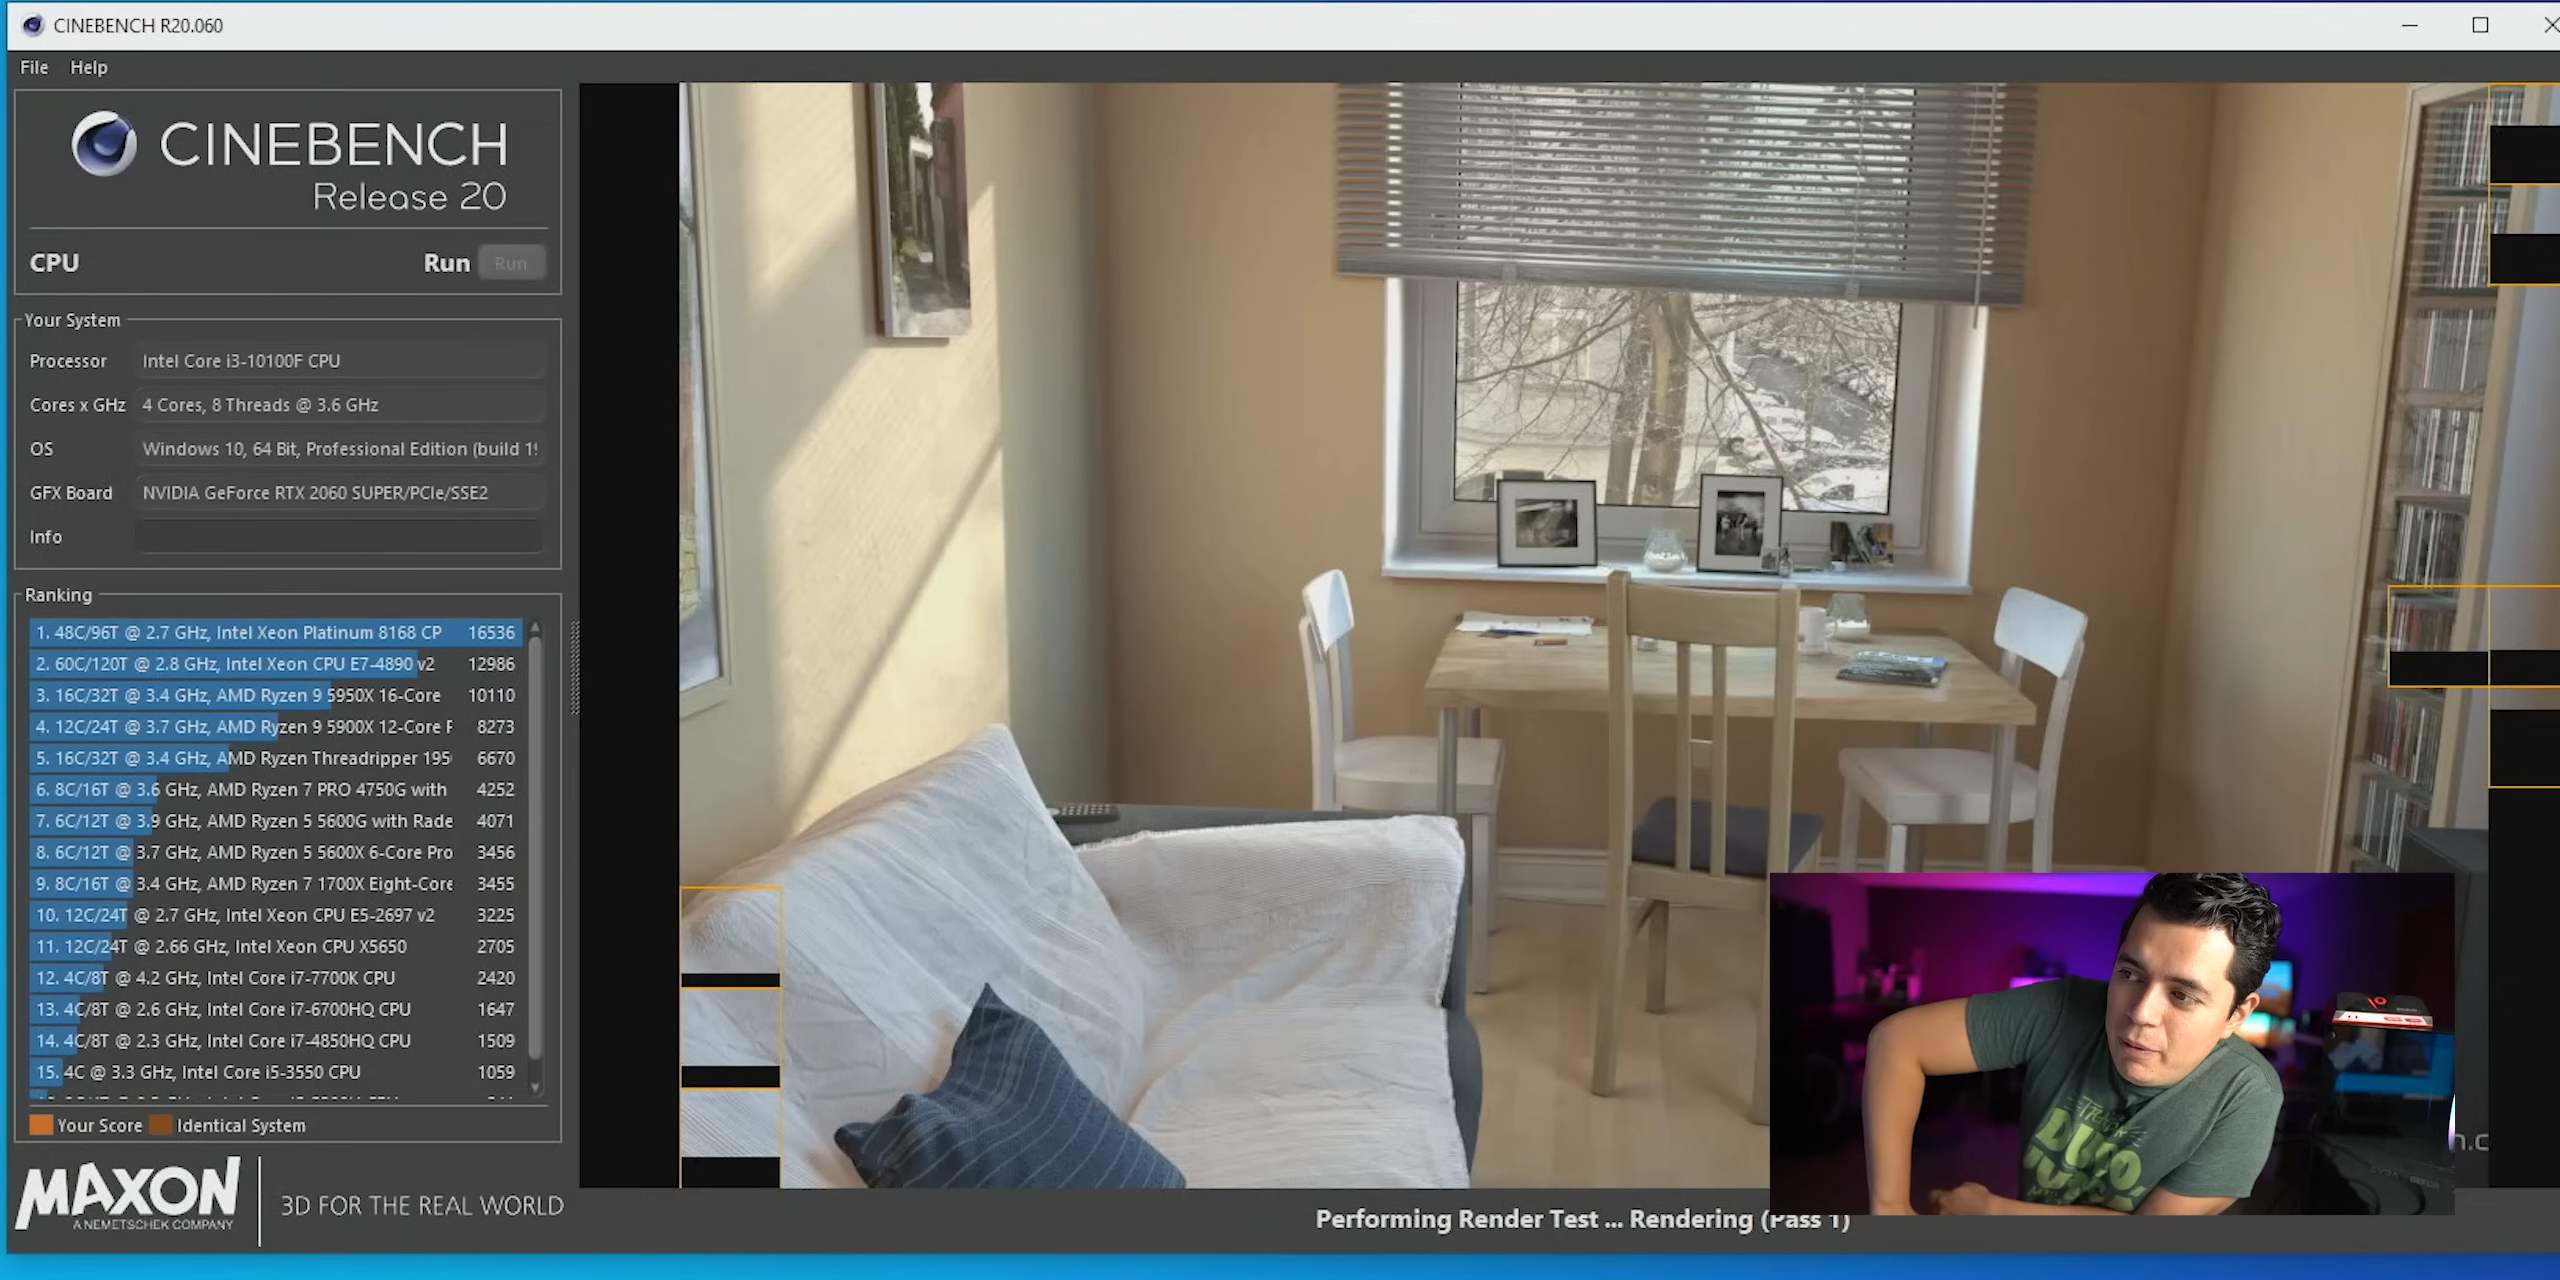 CINEBENCH R20.060
File Help
CINEBENCH
Release 20
CPU Run Run
Your System
Processor Intel Core i3-10100F CPU
Cores x GHz 4 Cores, 8 Threads @ 3.6 GHz
OS Windows 10, 64 Bit, Professional Edition (build 1
GFX Board NVIDIA GeForce RTX 2060 SUPER/PCIe/SSE2
Info
Ranking
1. 48C/96T @ 2.7 GHz, Intel Xeon Platinum 8168 CP 16536
2. 60C/120T @ 2.8 GHz, Intel Xeon CPU E7-4890 v2 12986
3. 16C/32T @ 3.4 GHz, AMD Ryzen 9 5950X 16-Core 10110
4. 12C/24T @ 3.7 GHz, AMD Ryzen 9 5900X 12-Core 8273
5. 16C/32T @ 3.4 GHz, AMD Ryzen Threadripper 195 6670
6. 8C/16T @ 3.6 GHz, AMD Ryzen 7 PRO 4750G with 4252
7. 6C/12T @ 3.9 GHz, AMD Ryzen 5 5600G with Rade 4071
8. 6C/12T @ 3.7 GHz, AMD Ryzen 5 5600X 6-Core Pro 3456
9. 8C/16T @ 3.4 GHz, AMD Ryzen 7 1700X Eight-Core 3455
10. 12C/24T @ 2.7 GHz, Intel Xeon CPU E5-2697 v2 3225
11. 12C/24T @ 2.66 GHz, Intel Xeon CPU X5650 2705
12. 4C/8T @ 4.2 GHz, Intel Core i7-7700K CPU 2420
13. 4C/8T @ 2.6 GHz, Intel Core i7-6700HQ CPU 1647
14. 4C/8T @ 2.3 GHz, Intel Core i7-4850HQ CPU 1509
15. 4C @ 3.3 GHz, Intel Core i5-3550 CPU 1059
Your Score Identical System
MAXON
A NEMETSCHEK COMPANY
3D FOR THE REAL WORLD
Performing Render Test ... Rendering (Pass 1)